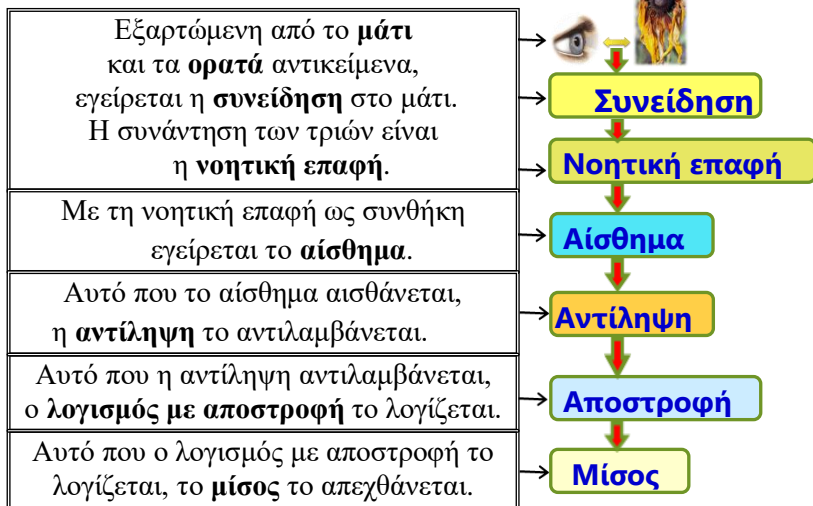 Εξαρτώμενη από το μάτι
και τα ορατά αντικείμενα,
εγείρεται η συνείδηση στο μάτι.
Η συνάντηση των τριών είναι
η νοητική επαφή.
Με τη νοητική επαφή ως συνθήκη
εγείρεται το αίσθημα.
Αυτό που το αίσθημα αισθάνεται,
η αντίληψη το αντιλαμβάνεται.
Αυτό που η αντίληψη αντιλαμβάνεται,
ο λογισμός με αποστροφή το λογίζεται.
Αυτό που ο λογισμός με αποστροφή το
λογίζεται, το μίσος το απεχθάνεται.
Συνείδηση
Νοητική επαφή
Αίσθημα
Αντίληψη
Αποστροφή
Μίσος